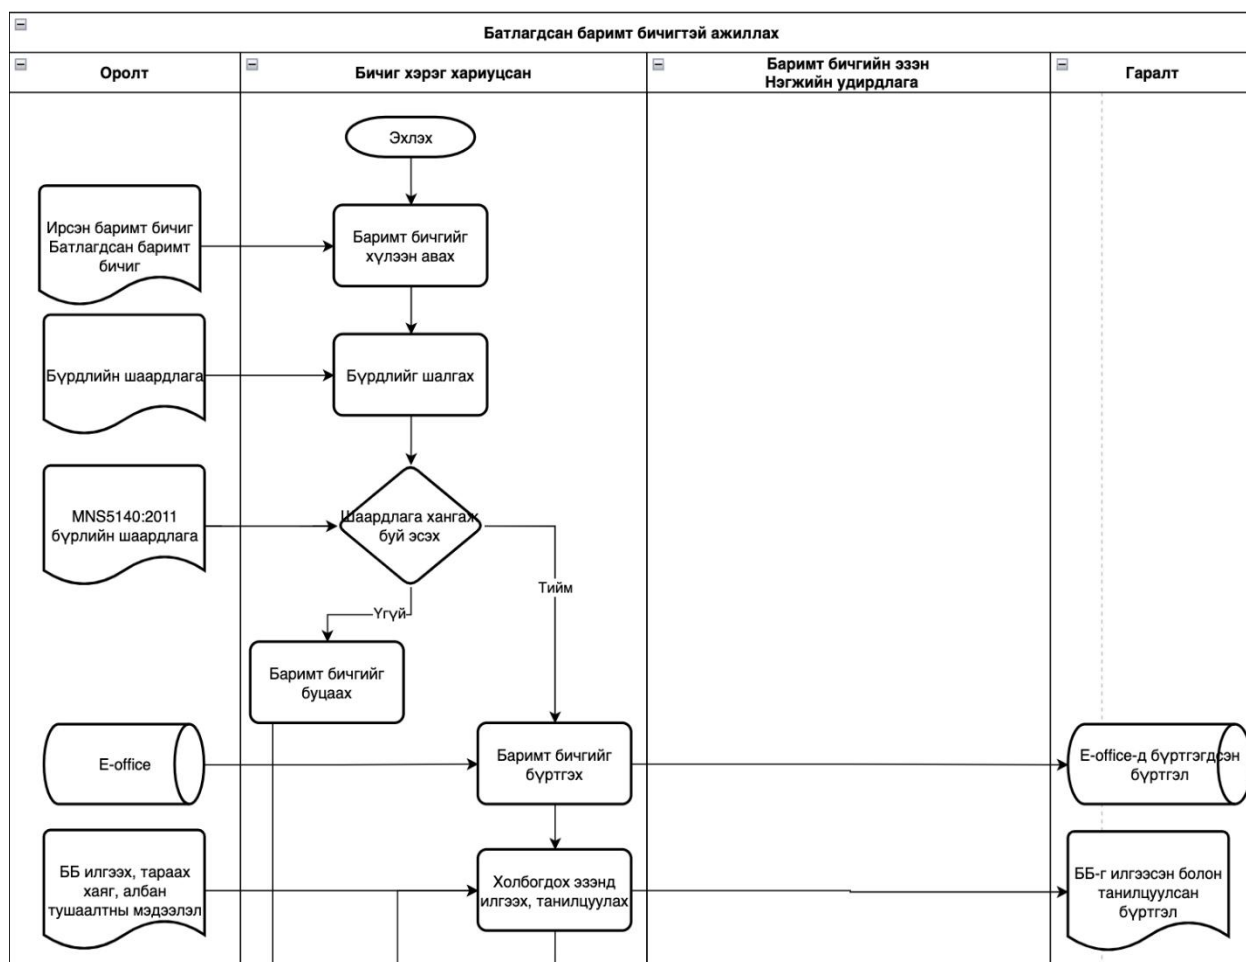 Батлагдсан баримт бичигтэй ажиллах
Оролт
Бичиг хэрэг хариуцсан
Баримт бичгийн эзэн
Нэгжийн удирдлага
Гаралт
Эхлэх
Ирсэн баримт бичиг
Батлагдсан баримт
бичиг
Баримт бичгийг
хүлээн авах
Бүрдлийн шаардлага
Бүрдлийг шалгах
MNS5140:2011
бүрлийн шаардлага
Шаардлага хангаж
буй эсэх
Тийм
Үгүй
Баримт бичгийг
буцаах
E-office
Баримт бичгийг
бүртгэх
E-office-д бүртгэгдсэн
бүртгэл
ББ илгээх, тараах
хаяг, албан
тушаалтны мэдээлэл
Холбогдох эзэнд
илгээх, танилцуулах
ББ-г илгээсэн болон
танилцуулсан
бүртгэл